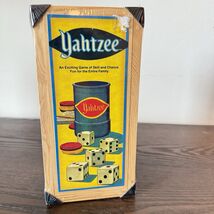 Yahtzee
An Exciting Game of Skill and Chance
Fun for the Entire Family
Yahtzee